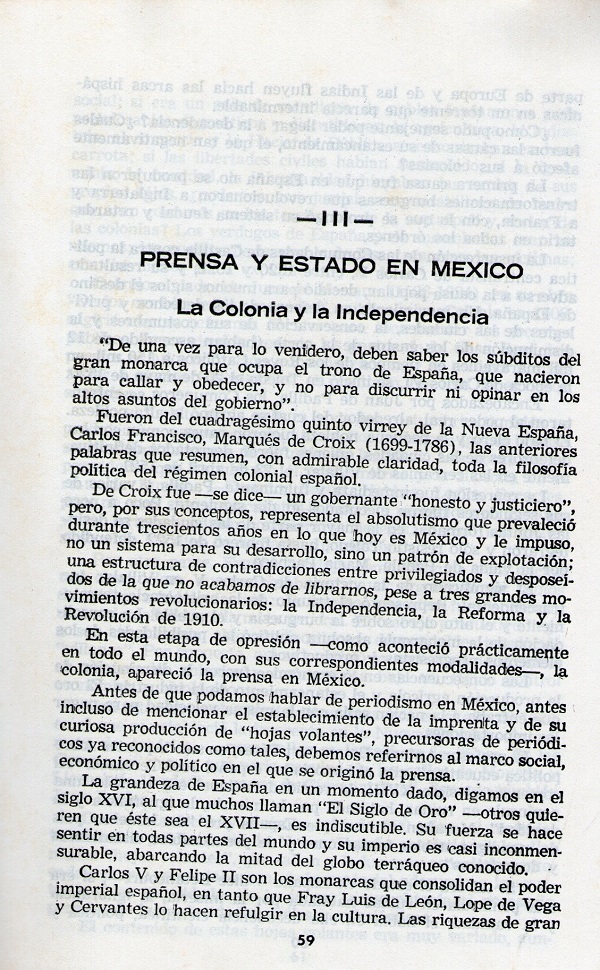 —III—
PRENSA Y ESTADO EN MEXICO
La Colonia y la Independencia
“De una vez para lo venidero, deben saber los súbditos del
gran monarca que ocupa el trono de España, que nacieron
para callar y obedecer, y no para discurrir ni opinar en los
altos asuntos del gobierno”.
Fueron del cuadragésimo quinto virrey de la Nueva España,
Carlos Francisco, Marqués de Croix (1699-1786), las anteriores
palabras que resumen, con admirable claridad, toda la filosofía
política del régimen colonial español.
De Croix fue —se dice— un gobernante “honesto y justiciero”,
pero, por sus conceptos, representa el absolutismo que prevaleció
durante trescientos años en lo que hoy es México y le impuso,
no un sistema para su desarrollo, sino un patrón de explotación;
una estructura de contradicciones entre privilegiados y desposeí-
dos de la que no acabamos de librarnos, pese a tres grandes mo-
vimientos revolucionarios: la Independencia, la Reforma y la
Revolución de 1910.
En esta etapa de opresión —como aconteció prácticamente
en todo el mundo, con sus correspondientes modalidades—, la
colonia, apareció la prensa en México.
Antes de que podamos hablar de periodismo en México, antes
incluso de mencionar el establecimiento de la imprenta y de su
curiosa producción de “hojas volantes”, precursoras de periódi-
cos ya reconocidos como tales, debemos referirnos al marco social,
económico y político en el que se originó la prensa.
La grandeza de España en un momento dado, digamos en el
siglo XVI, al que muchos llaman “El Siglo de Oro” —otros quie-
ren que éste sea el XVII—, es indiscutible. Su fuerza se hace
sentir en todas partes del mundo y su imperio es casi inconmen-
surable, abarcando la mitad del globo terráqueo conocido.
Carlos V y Felipe II son los monarcas que consolidan el poder
imperial español, en tanto que Fray Luis de León, Lope de Vega
y Cervantes lo hacen refulgir en la cultura. Las riquezas de gran
59